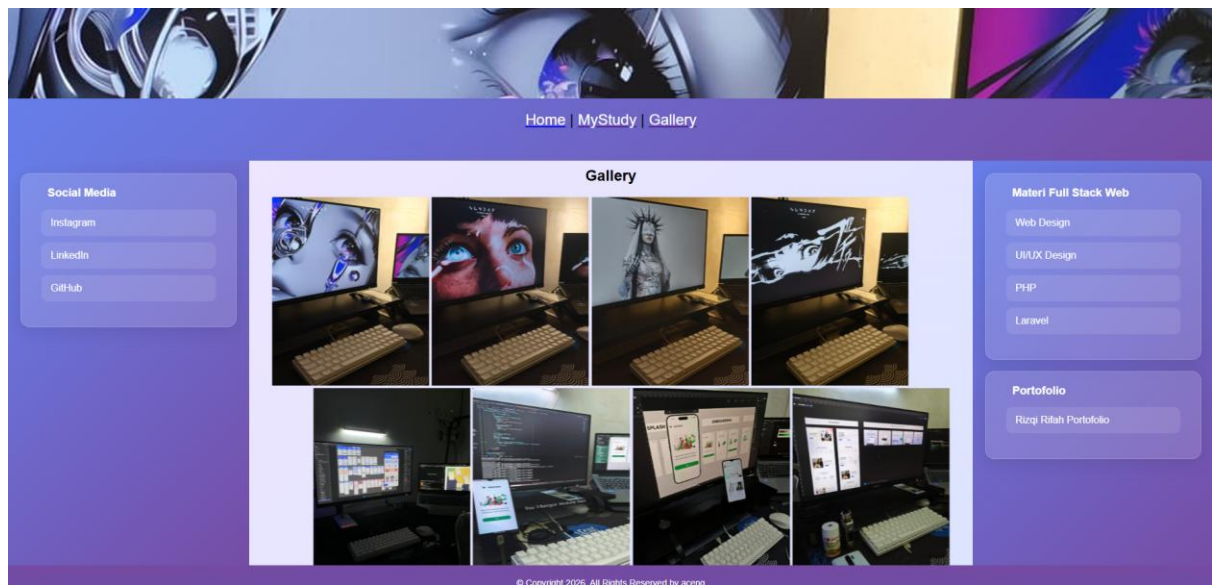 Home | MyStudy | Gallery
Social Media
Instagram
LinkedIn
GitHub
Gallery
SPLASH
Materi Full Stack Web
Web Design
UI/UX Design
PHP
Laravel
Portofolio
Rizqi Rifah Portofolio
© Copyright 2026, All Rights Reserved by aceng